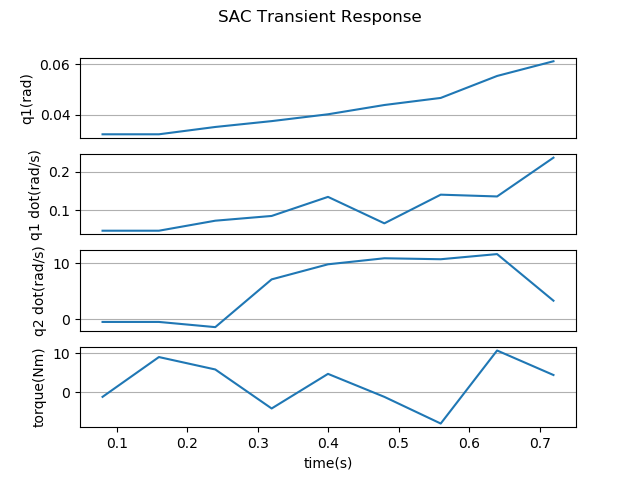 SAC Transient Response
q1(rad)
0.06
0.04
q1 dot(rad/s)
0.2
0.1
q2 dot(rad/s)
10
0
torque(Nm)
10
0
0.1 0.2 0.3 0.4 0.5 0.6 0.7
time(s)